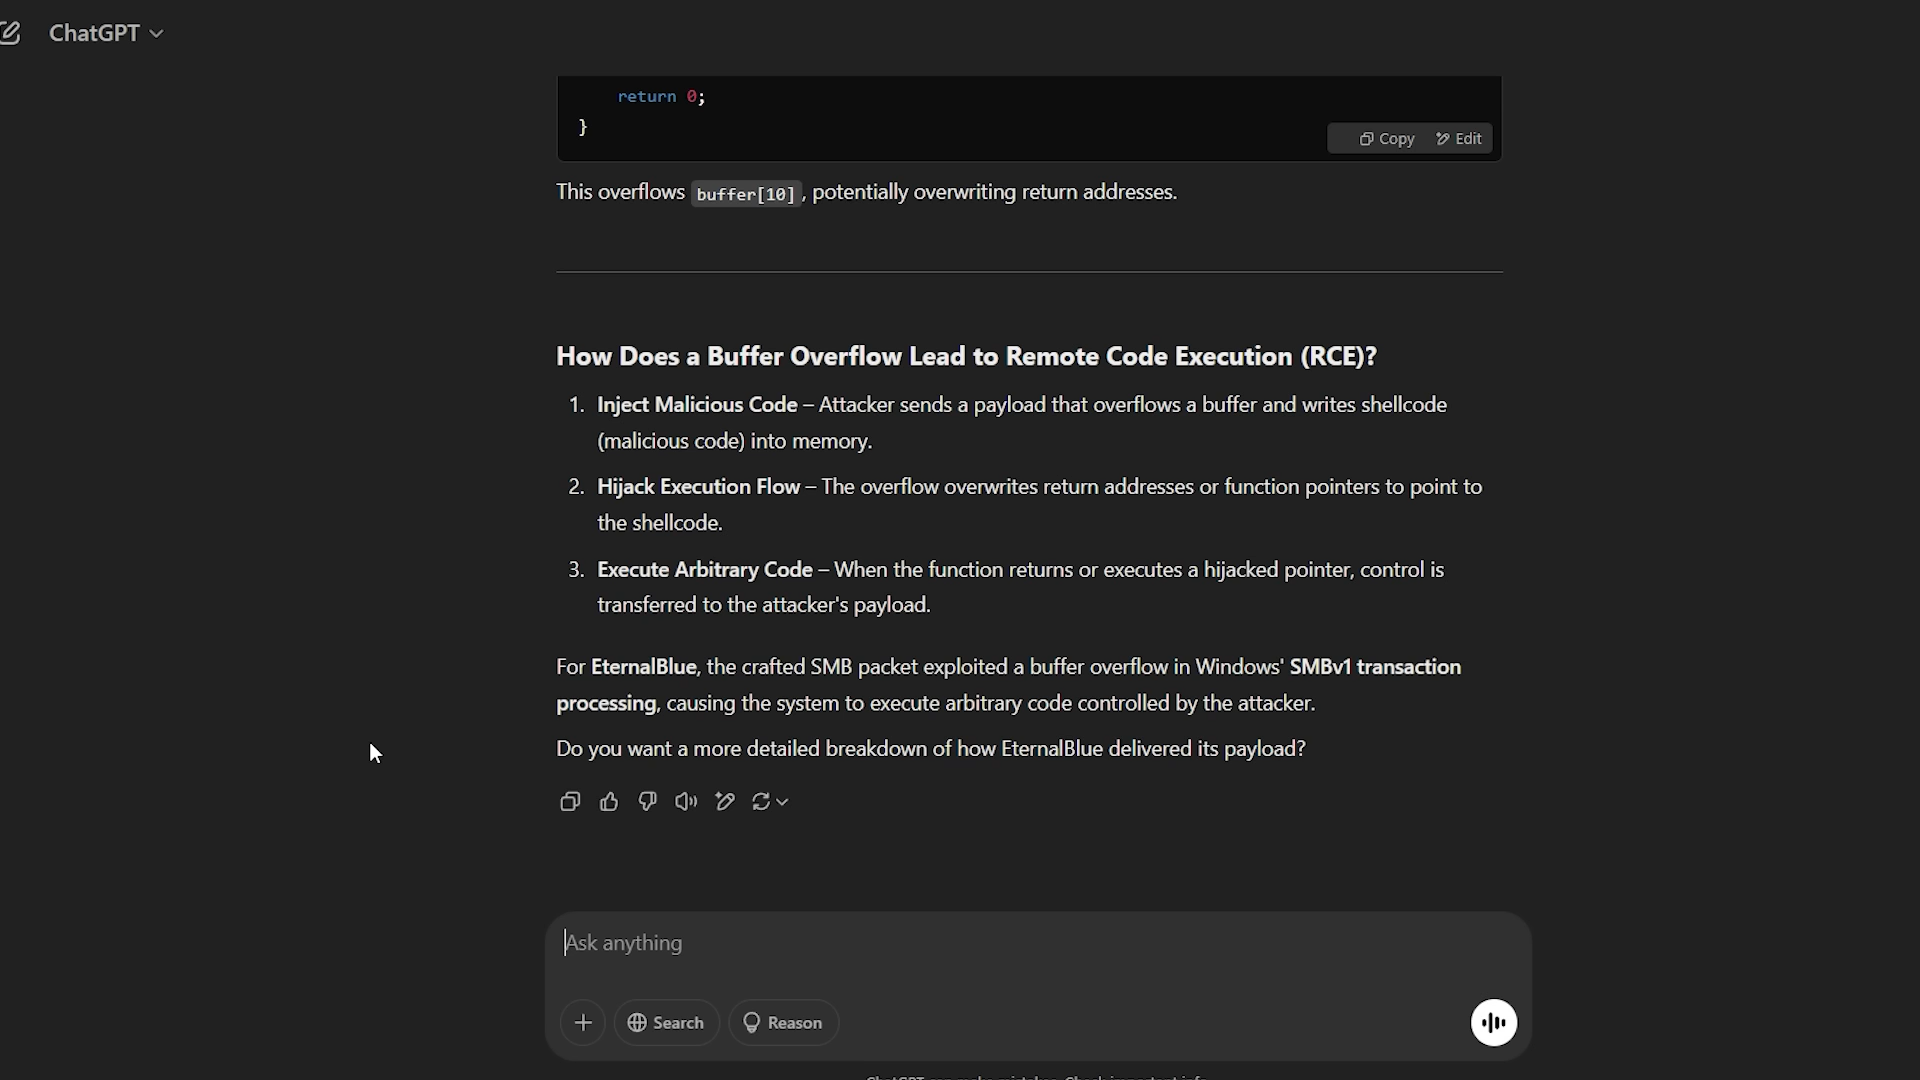 ChatGPT
return 0;
}
Copy Edit
This overflows buffer[10], potentially overwriting return addresses.
How Does a Buffer Overflow Lead to Remote Code Execution (RCE)?
1. Inject Malicious Code – Attacker sends a payload that overflows a buffer and writes shellcode
(malicious code) into memory.
2. Hijack Execution Flow – The overflow overwrites return addresses or function pointers to point to
the shellcode.
3. Execute Arbitrary Code – When the function returns or executes a hijacked pointer, control is
transferred to the attacker's payload.
For EternalBlue, the crafted SMB packet exploited a buffer overflow in Windows' SMBv1 transaction
processing, causing the system to execute arbitrary code controlled by the attacker.
Do you want a more detailed breakdown of how EternalBlue delivered its payload?
Ask anything
Search Reason